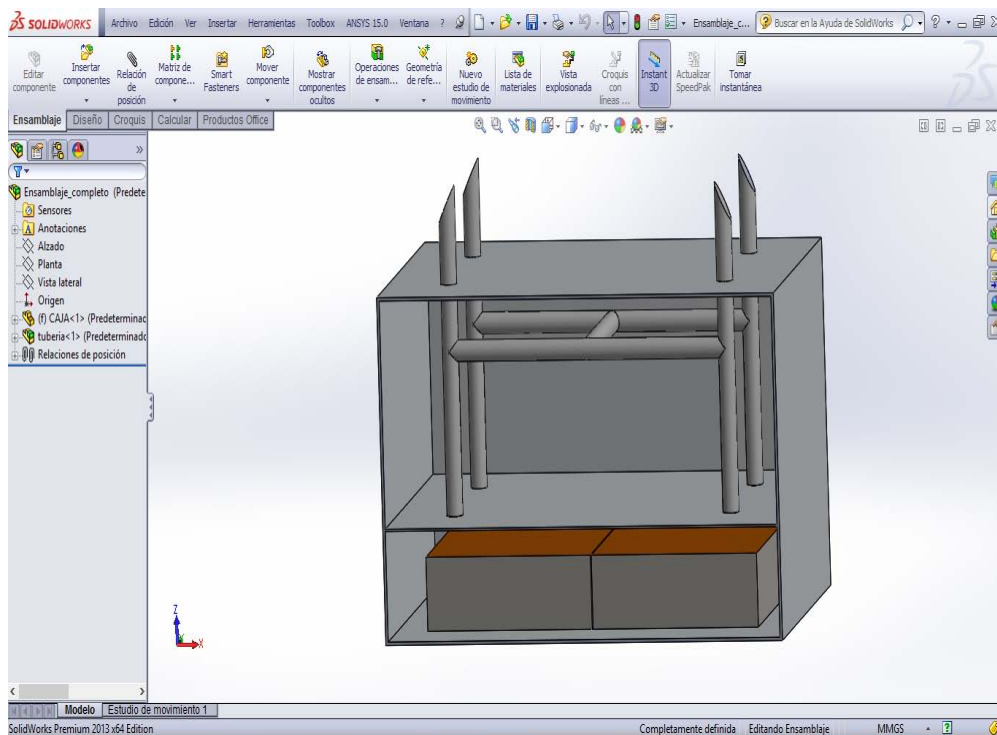 SOLIDWORKS Archivo Edición Ver Insertar Herramientas Toolbox ANSYS 15.0 Ventana ? Ensamblaje_c... Buscar en la Ayuda de SolidWorks
Editar componente
Insertar componentes
Relación de posición
Matriz de compone...
Smart Fasteners
Mover componente
Mostrar componentes ocultos
Operaciones de ensam...
Geometría de refe...
Nuevo estudio de movimiento
Lista de materiales
Vista explosionada
Croquis con líneas ...
Instant 3D
Actualizar SpeedPak
Tomar instantánea
Ensamblaje Diseño Croquis Calcular Productos Office
Ensamblaje_completo (Predete
Sensores
Anotaciones
Alzado
Planta
Vista lateral
Origen
(f) CAJA<1> (Predeterminac
tuberia<1> (Predeterminado
Relaciones de posición
Z
X
Modelo Estudio de movimiento 1
SolidWorks Premium 2013 x64 Edition Completamente definida Editando Ensamblaje MMGS